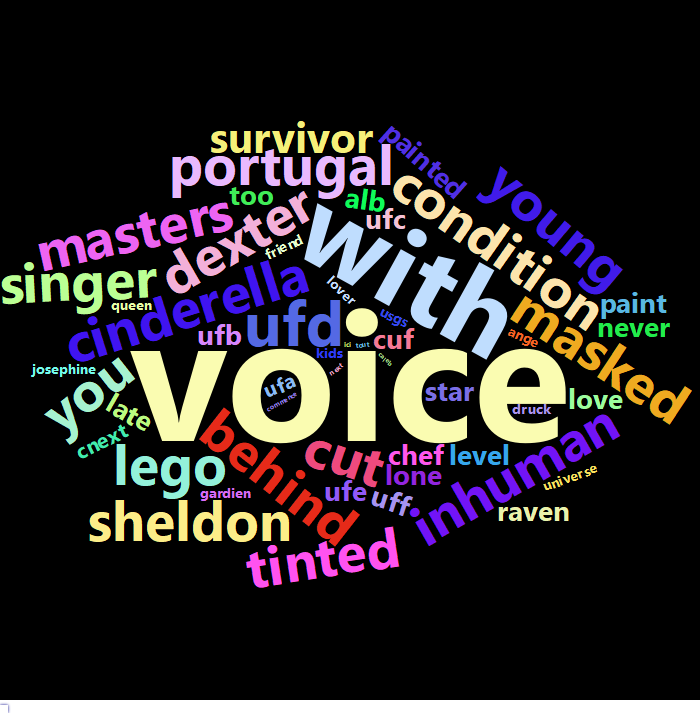 survivor
painted
portugal
young
too
alb
condition
masters
dexter
ufc
with
friend
singer
queen
cinderella
lover
usgs
masked
paint
never
ufb
ufd
cuf
ange
kids
voice
josephine
you
ufa
star
love
druck
late
cnext
behind
cut
chef
level
lego
lone
inhuman
universe
gardien
ufe
uff
raven
sheldon
tinted